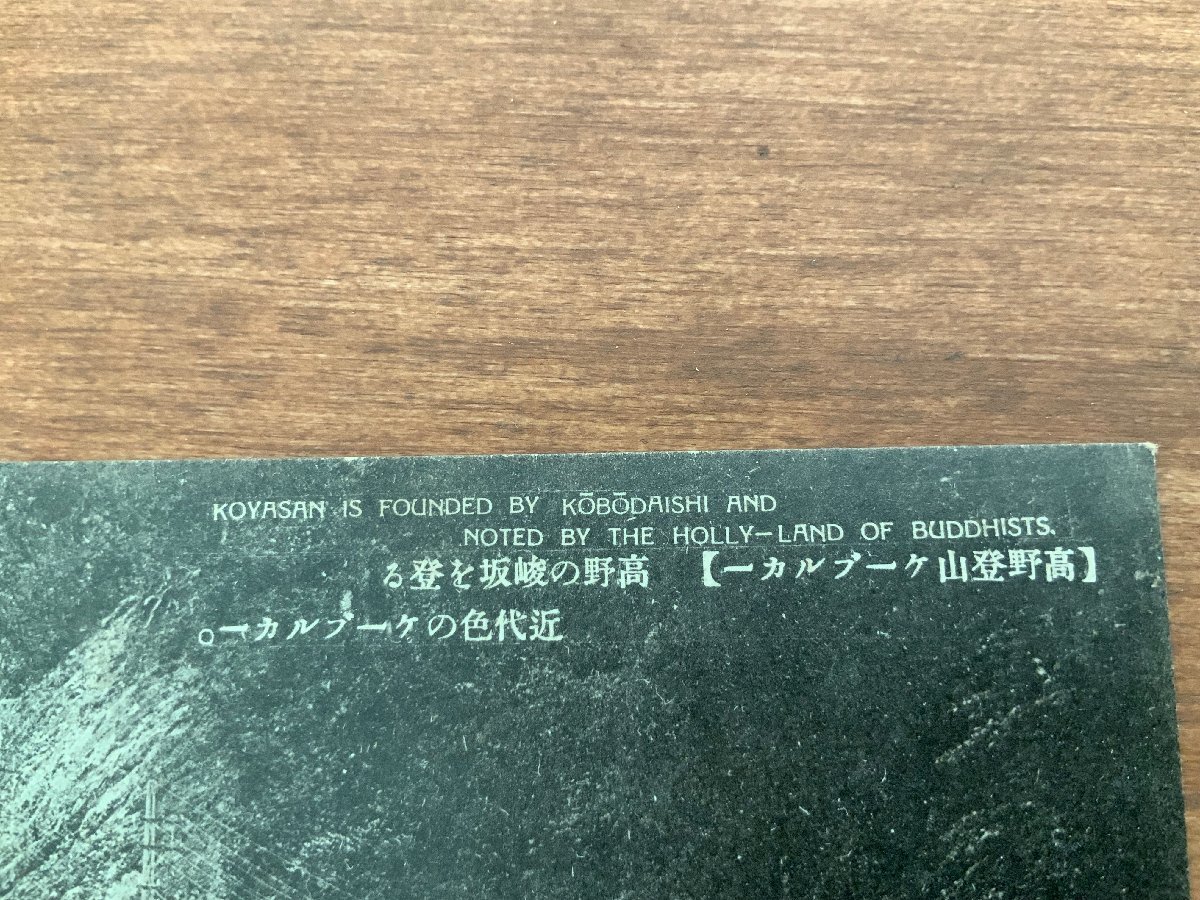 KOYASAN IS FOUNDED BY KŌBŌDAISHI AND
NOTED BY THE HOLLY-LAND OF BUDDHISTS.
【高野登山ケーブルカー】 高野の峻坂を登る
近代色のケーブルカー。